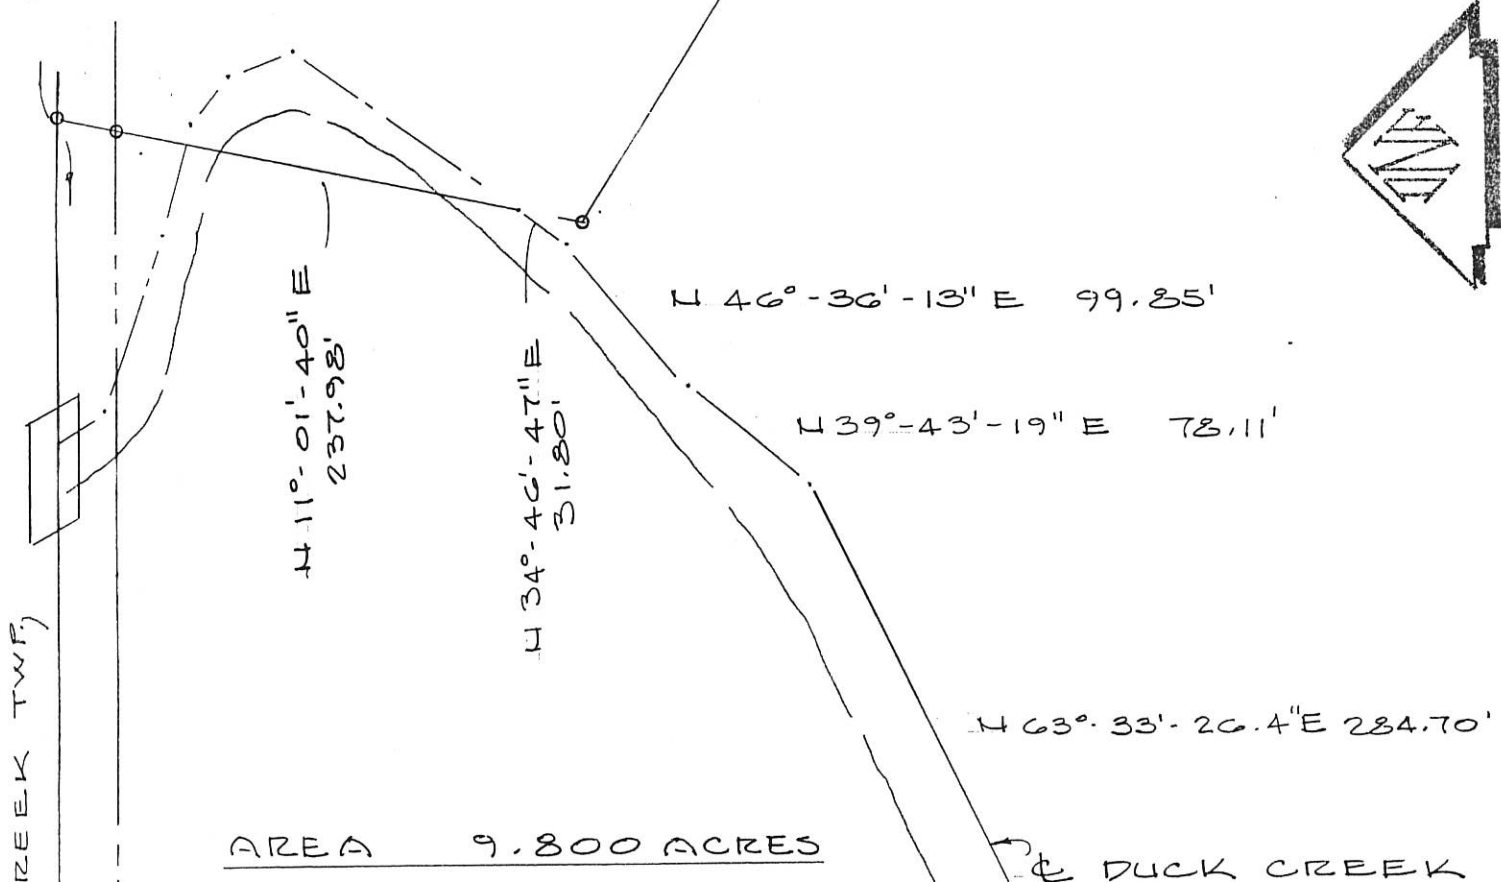 N 46°-36'-13" E 99.85'
N 39°-43'-19" E 78.11'
N 11°-01'-40" E
237.98'
N 34°-46'-47" E
31.80'
N 63°-33'-26.4" E 284.70'
REEK TWP,
AREA 9.800 ACRES
℄ DUCK CREEK
N